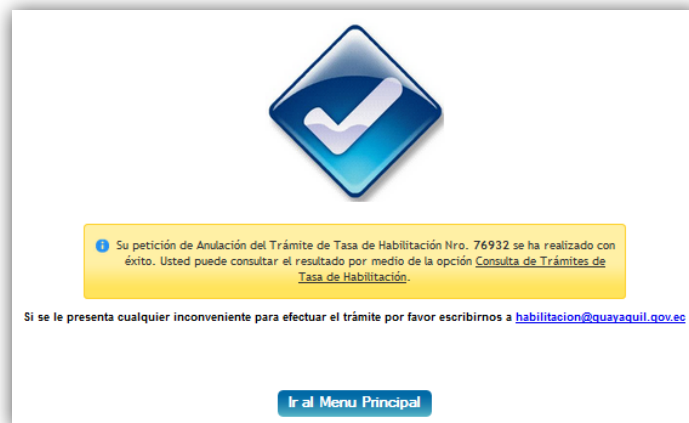 Su petición de Anulación del Trámite de Tasa de Habilitación Nro. 76932 se ha realizado con
éxito. Usted puede consultar el resultado por medio de la opción Consulta de Trámites de
Tasa de Habilitación.
Si se le presenta cualquier inconveniente para efectuar el trámite por favor escribirnos a habilitacion@guayaquil.gov.ec
Ir al Menu Principal